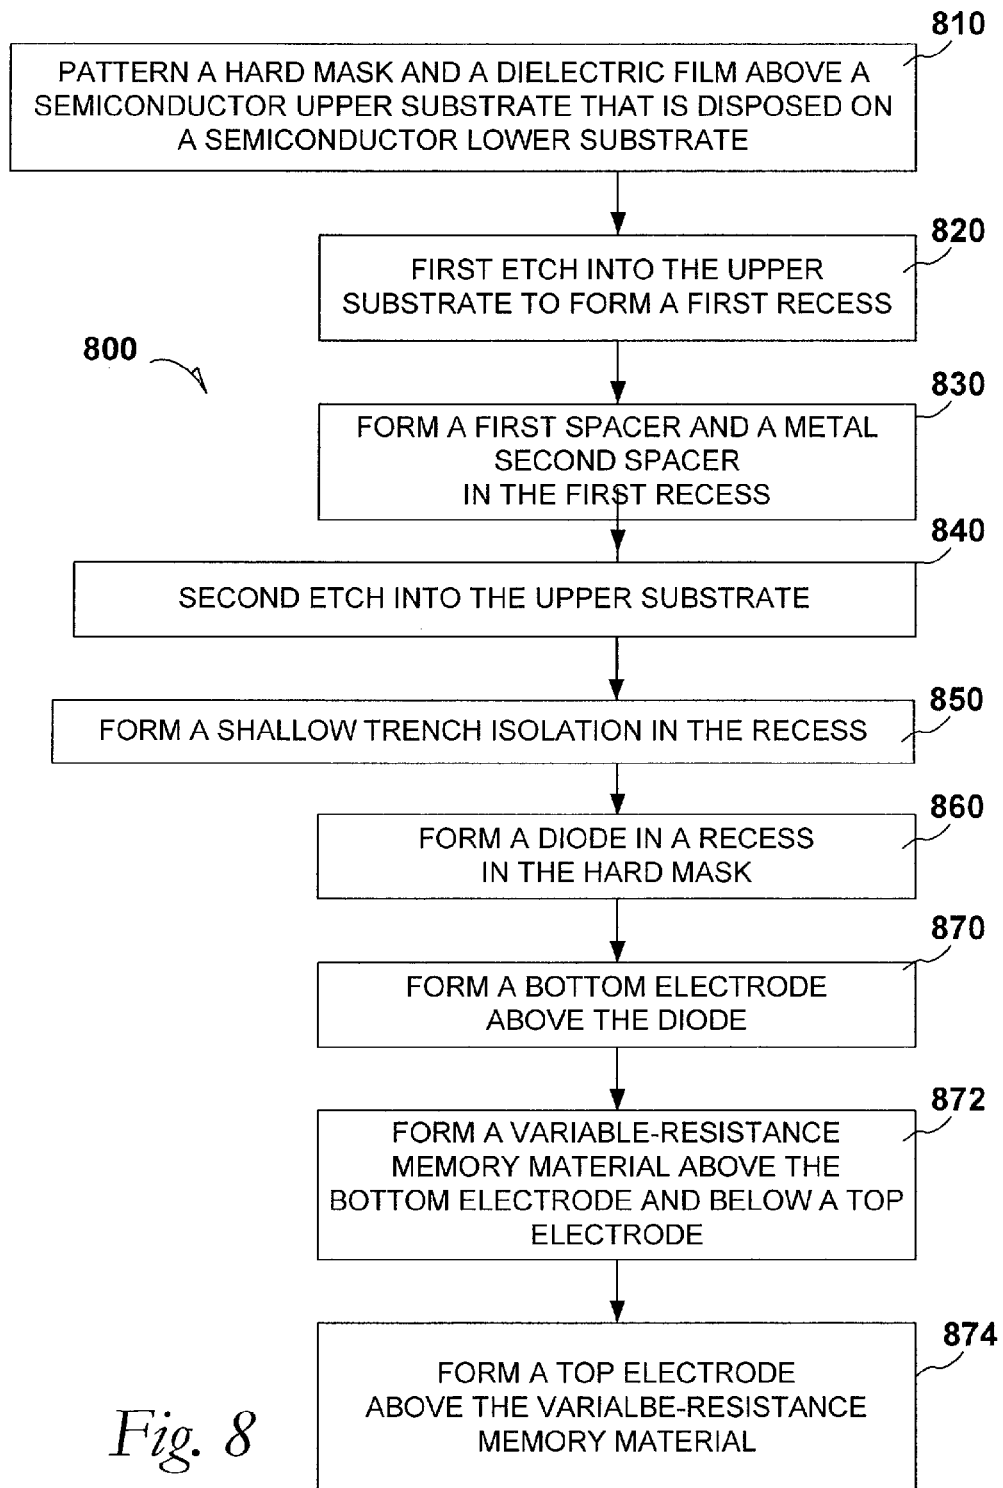 810
PATTERN A HARD MASK AND A DIELECTRIC FILM ABOVE A
SEMICONDUCTOR UPPER SUBSTRATE THAT IS DISPOSED ON
A SEMICONDUCTOR LOWER SUBSTRATE
820
FIRST ETCH INTO THE UPPER
SUBSTRATE TO FORM A FIRST RECESS
800
830
FORM A FIRST SPACER AND A METAL
SECOND SPACER
IN THE FIRST RECESS
840
SECOND ETCH INTO THE UPPER SUBSTRATE
850
FORM A SHALLOW TRENCH ISOLATION IN THE RECESS
860
FORM A DIODE IN A RECESS
IN THE HARD MASK
870
FORM A BOTTOM ELECTRODE
ABOVE THE DIODE
872
FORM A VARIABLE-RESISTANCE
MEMORY MATERIAL ABOVE THE
BOTTOM ELECTRODE AND BELOW A TOP
ELECTRODE
874
FORM A TOP ELECTRODE
ABOVE THE VARIALBE-RESISTANCE
MEMORY MATERIAL
Fig. 8